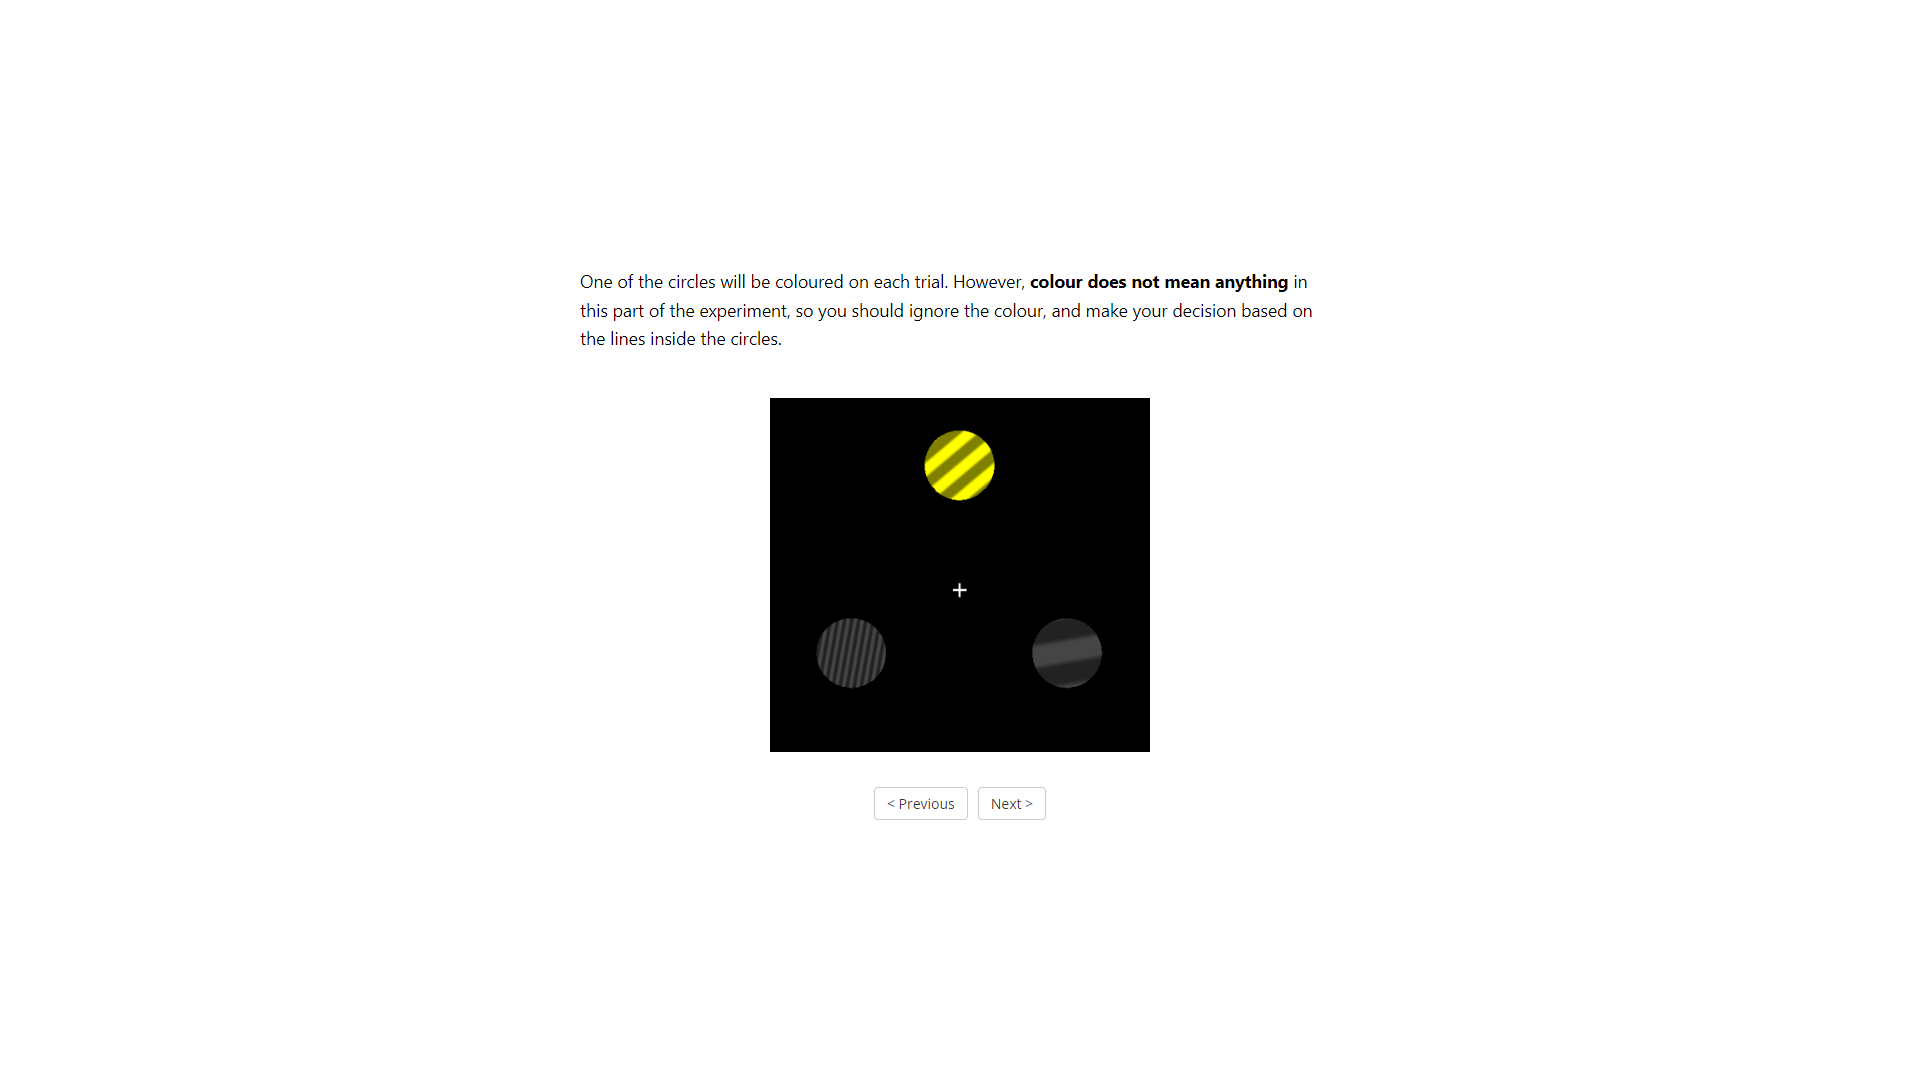 One of the circles will be coloured on each trial. However, colour does not mean anything in
this part of the experiment, so you should ignore the colour, and make your decision based on
the lines inside the circles.
+
< Previous
Next >